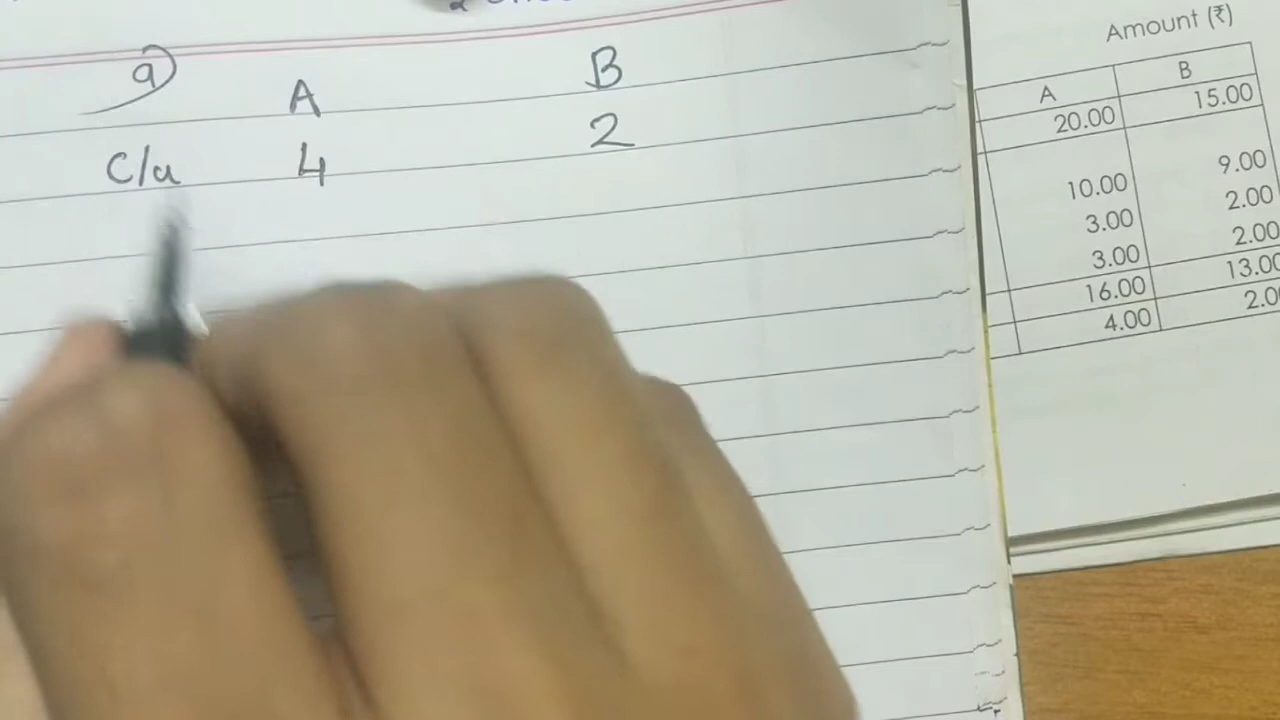 a) A B
C/u 4 2
Amount (₹)
A B
20.00 15.00
10.00 9.00
3.00 2.00
3.00 2.00
16.00 13.00
4.00